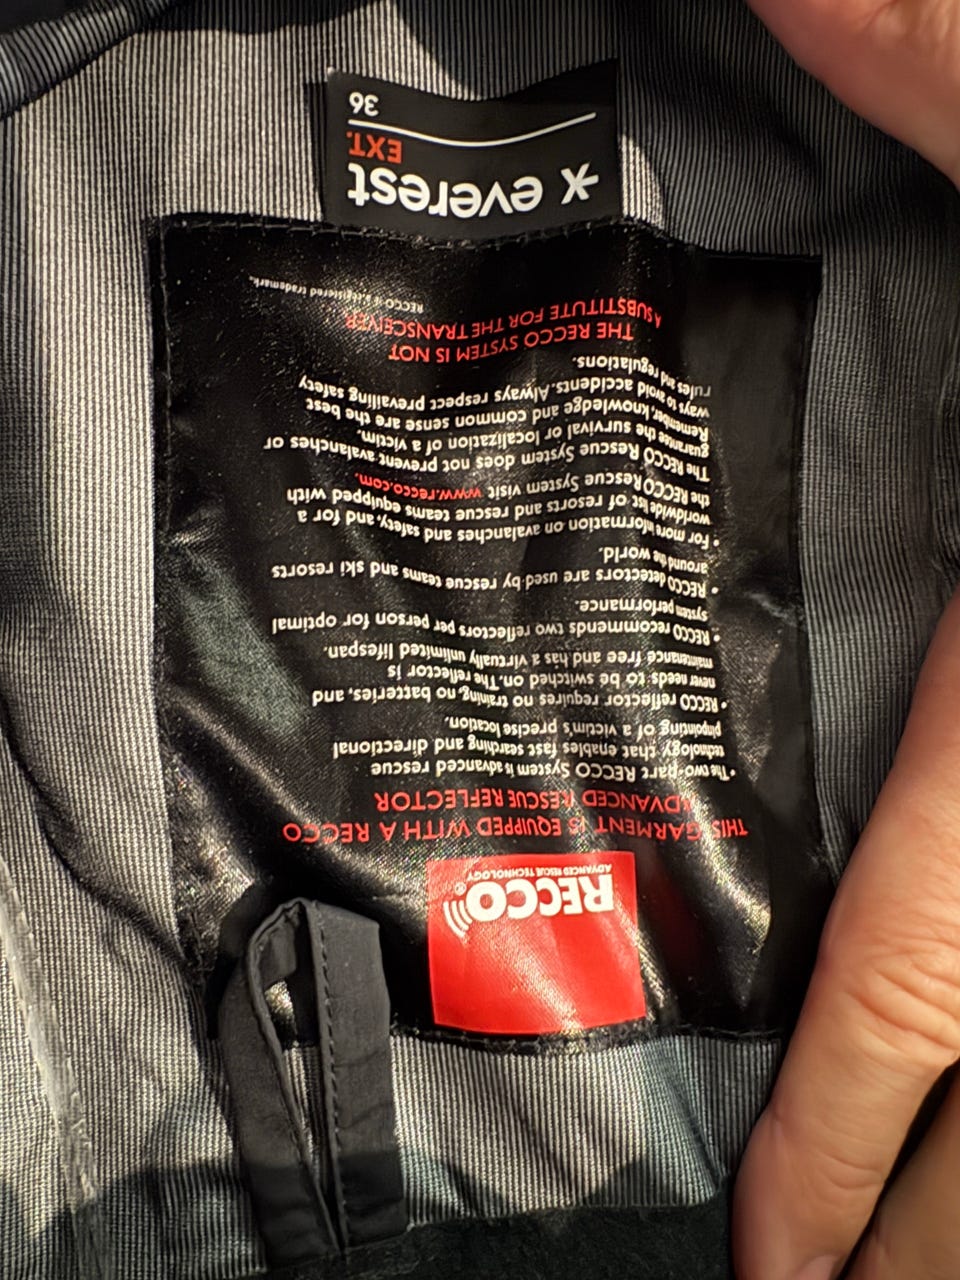 RECCO®
ADVANCED RESCUE TECHNOLOGY
THIS GARMENT IS EQUIPPED WITH A RECCO
ADVANCED RESCUE REFLECTOR
• The two-part RECCO System is advanced rescue
technology that enables fast searching and directional
pinpointing of a victim's precise location.
• RECCO reflector requires no training, no batteries, and
never needs to be switched on. The reflector is
maintenance free and has a virtually unlimited lifespan.
• RECCO recommends two reflectors per person for optimal
system performance.
• RECCO detectors are used by rescue teams and ski resorts
around the world.
• For more information on avalanches and safety, and for a
worldwide list of resorts and rescue teams equipped with
the RECCO Rescue System visit www.recco.com.
The RECCO Rescue System does not prevent avalanches or
guarantee the survival or localization of a victim.
Remember, knowledge and common sense are the best
ways to avoid accidents. Always respect prevailing safety
rules and regulations.
THE RECCO SYSTEM IS NOT
A SUBSTITUTE FOR THE TRANSCEIVER
RECCO is a registered trademark.
everest
EXT.
36